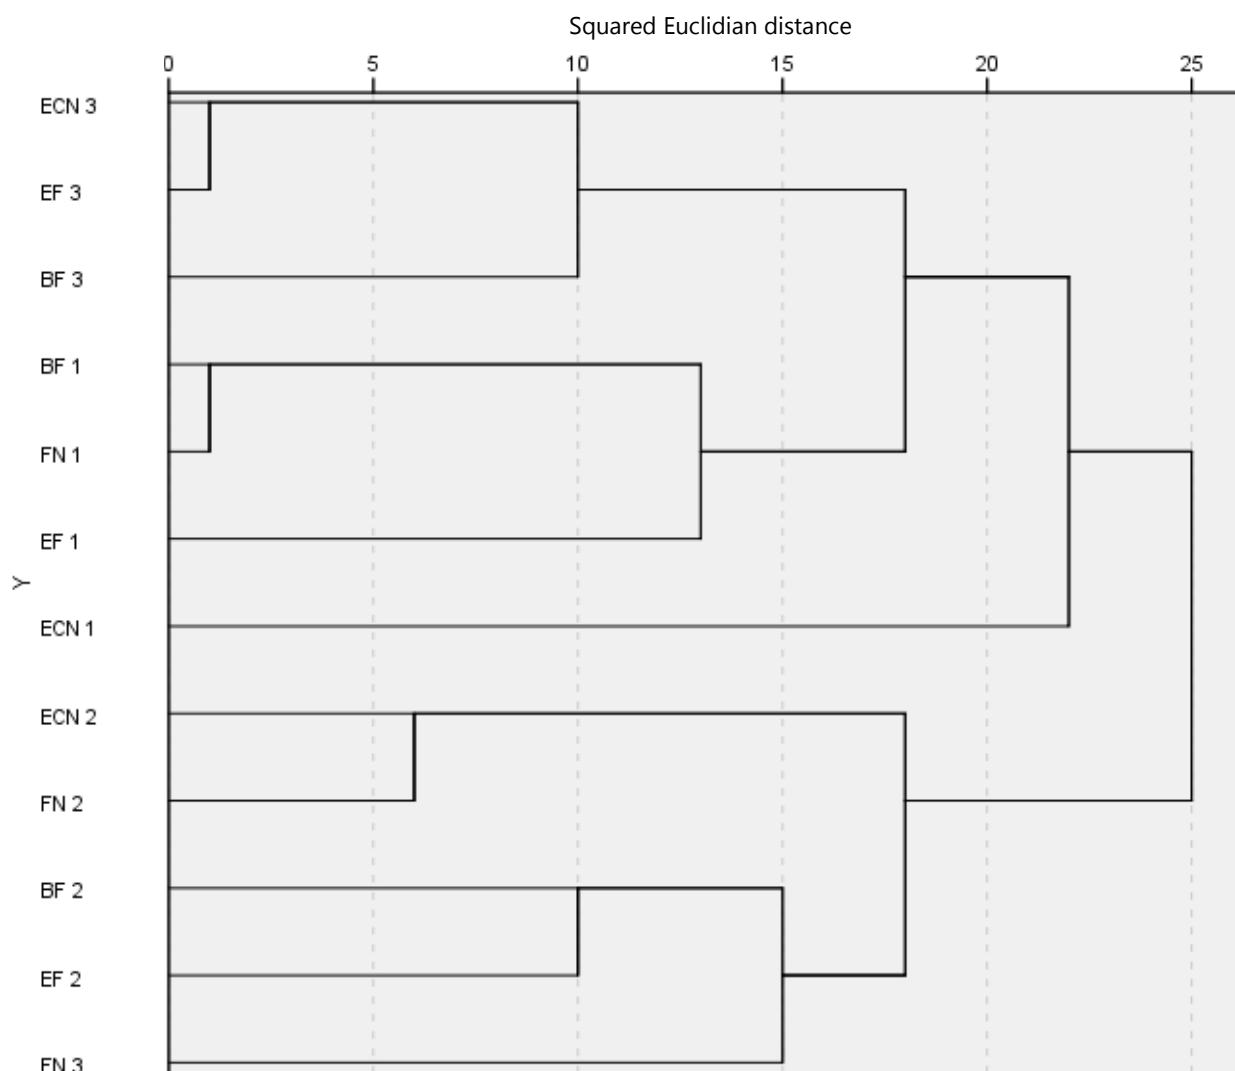 Squared Euclidian distance
0 5 10 15 20 25
ECN 3
EF 3
BF 3
BF 1
FN 1
EF 1
Y
ECN 1
ECN 2
FN 2
BF 2
EF 2
FN 3